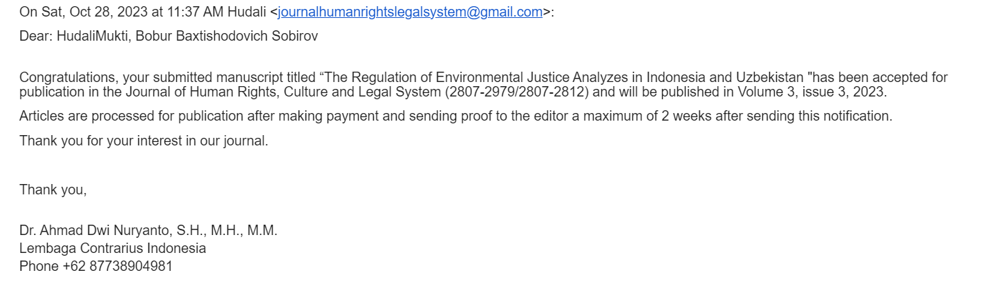 On Sat, Oct 28, 2023 at 11:37 AM Hudali <journalhumanrightslegalsystem@gmail.com>:
Dear: HudaliMukti, Bobur Baxtishodovich Sobirov
Congratulations, your submitted manuscript titled “The Regulation of Environmental Justice Analyzes in Indonesia and Uzbekistan "has been accepted for
publication in the Journal of Human Rights, Culture and Legal System (2807-2979/2807-2812) and will be published in Volume 3, issue 3, 2023.
Articles are processed for publication after making payment and sending proof to the editor a maximum of 2 weeks after sending this notification.
Thank you for your interest in our journal.
Thank you,
Dr. Ahmad Dwi Nuryanto, S.H., M.H., M.M.
Lembaga Contrarius Indonesia
Phone +62 87738904981